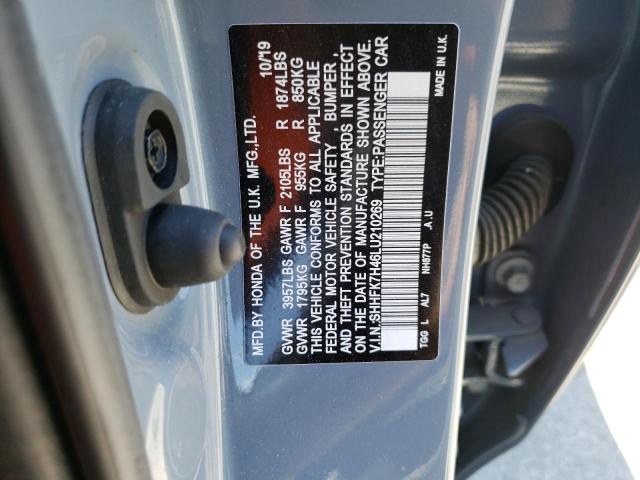 MFD.BY HONDA OF THE U.K. MFG.,LTD. 10/19
GVWR 3957LBS GAWR F 2105LBS R 1874LBS
GVWR 1795KG GAWR F 955KG R 850KG
THIS VEHICLE CONFORMS TO ALL APPLICABLE
FEDERAL MOTOR VEHICLE SAFETY , BUMPER ,
AND THEFT PREVENTION STANDARDS IN EFFECT
ON THE DATE OF MANUFACTURE SHOWN ABOVE.
V.I.N.:SHHFK7H46LU210269 TYPE:PASSENGER CAR
TGG L AL7 NH877P .A.U MADE IN U.K.